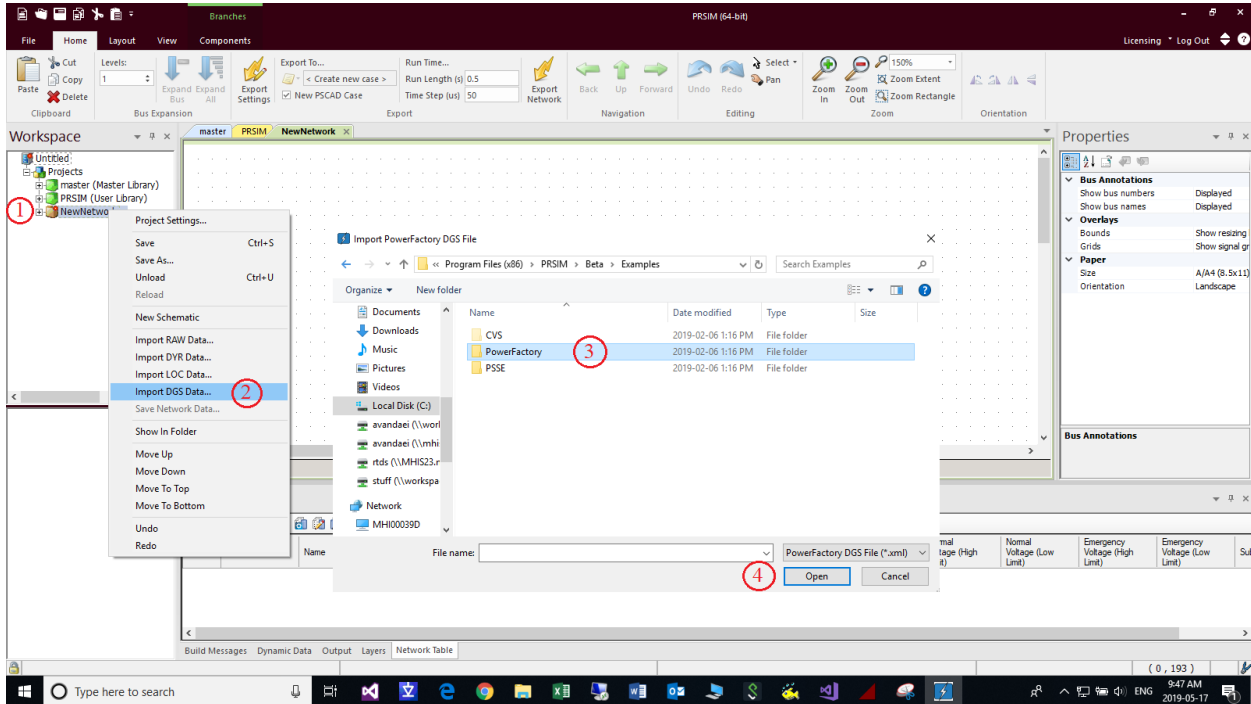 Branches
PRSIM (64-bit)
File Home Layout View Components
Licensing Log Out
Paste
Cut
Copy
Delete
Clipboard
Levels:
1
Expand Bus
Expand All
Bus Expansion
Export Settings
Export To...
< Create new case >
New PSCAD Case
Run Time...
Run Length (s) 0.5
Time Step (us) 50
Export Network
Export
Back Up Forward
Navigation
Undo Redo
Select
Pan
Editing
Zoom In
Zoom Out
150%
Zoom Extent
Zoom Rectangle
Zoom
Orientation
Workspace
master PRSIM NewNetwork
Untitled
Projects
master (Master Library)
PRSIM (User Library)
1 NewNetwo
Project Settings...
Save Ctrl+S
Save As...
Unload Ctrl+U
Reload
New Schematic
Import RAW Data...
Import DYR Data...
Import LOC Data...
Import DGS Data... 2
Save Network Data...
Show In Folder
Move Up
Move Down
Move To Top
Move To Bottom
Undo
Redo
Import PowerFactory DGS File
« Program Files (x86) > PRSIM > Beta > Examples
Search Examples
Organize New folder
Documents
Downloads
Music
Pictures
Videos
Local Disk (C:)
avandaei (\\worl
avandaei (\\mhi
rtds (\\MHIS23.r
stuff (\\workspa
Network
MHI00039D
Name Date modified Type Size
CVS 2019-02-06 1:16 PM File folder
PowerFactory 3 2019-02-06 1:16 PM File folder
PSSE 2019-02-06 1:16 PM File folder
File name: PowerFactory DGS File (*.xml)
4 Open Cancel
Properties
Bus Annotations
Show bus numbers Displayed
Show bus names Displayed
Overlays
Bounds Show resizing
Grids Show signal gr
Paper
Size A/A4 (8.5x11)
Orientation Landscape
Bus Annotations
Name
mal
tage (High
it)
Normal
Voltage (Low
Limit)
Emergency
Voltage (High
Limit)
Emergency
Voltage (Low
Limit)
Sul
Build Messages Dynamic Data Output Layers Network Table
( 0 , 193 )
Type here to search
ENG
9:47 AM
2019-05-17